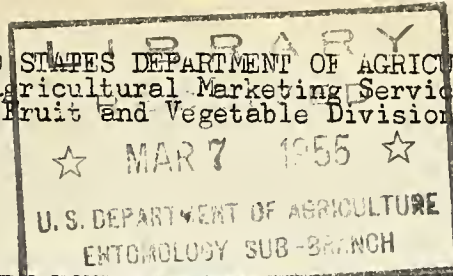 LIBRARY
STATES DEPARTMENT OF AGRICU
gricultural Marketing Servic
Fruit and Vegetable Division
☆ MAR 7 1955 ☆
U. S. DEPARTMENT OF AGRICULTURE
ENTOMOLOGY SUB-BRANCH